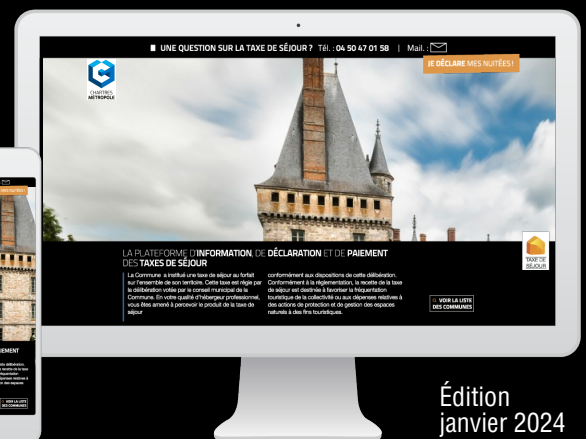 UNE QUESTION SUR LA TAXE DE SÉJOUR ? Tél. : 04 50 47 01 58 | Mail. :
JE DÉCLARE MES NUITÉES !
CHARTRES
MÉTROPOLE
LA PLATEFORME D'INFORMATION, DE DÉCLARATION ET DE PAIEMENT
DES TAXES DE SÉJOUR
La Commune a institué une taxe de séjour au forfait
sur l'ensemble de son territoire. Cette taxe est régie par
la délibération votée par le conseil municipal de la
Commune. En votre qualité d'hébergeur professionnel,
vous êtes amené à percevoir le produit de la taxe de
séjour
conformément aux dispositions de cette délibération.
Conformément à la réglementation, la recette de la taxe
de séjour est destinée à favoriser la fréquentation
touristique de la collectivité ou aux dépenses relatives à
des actions de protection et de gestion des espaces
naturels à des fins touristiques.
TAXE DE
SÉJOUR
VOIR LA LISTE
DES COMMUNES
IEMENT
VOIR LA LISTE
DES COMMUNES
Édition
janvier 2024